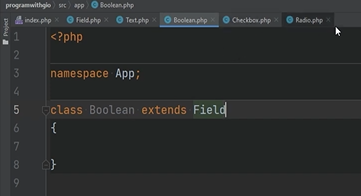 programwithgio src app Boolean.php
index.php Field.php Text.php Boolean.php Checkbox.php Radio.php
Project
1 <?php
2
3 namespace App;
4
5 class Boolean extends Field
6 {
7
8 }